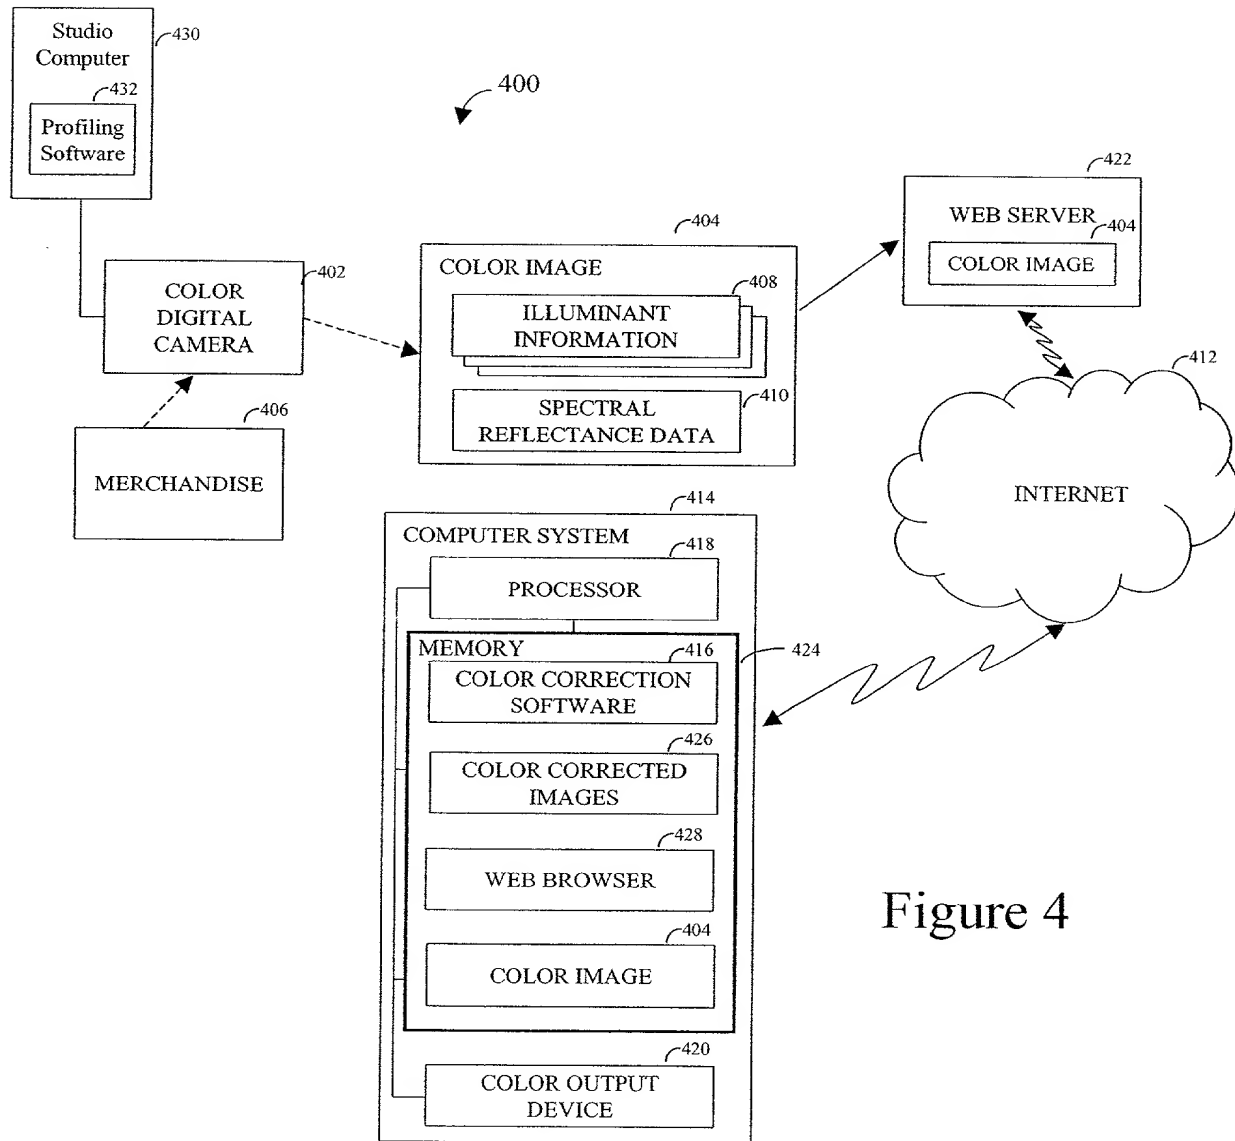 Studio
Computer
430
432
Profiling
Software
400
422
WEB SERVER
404
COLOR IMAGE
404
COLOR IMAGE
408
ILLUMINANT
INFORMATION
410
SPECTRAL
REFLECTANCE DATA
402
COLOR
DIGITAL
CAMERA
406
MERCHANDISE
412
INTERNET
414
COMPUTER SYSTEM
418
PROCESSOR
MEMORY
424
416
COLOR CORRECTION
SOFTWARE
426
COLOR CORRECTED
IMAGES
428
WEB BROWSER
404
COLOR IMAGE
420
COLOR OUTPUT
DEVICE
Figure 4